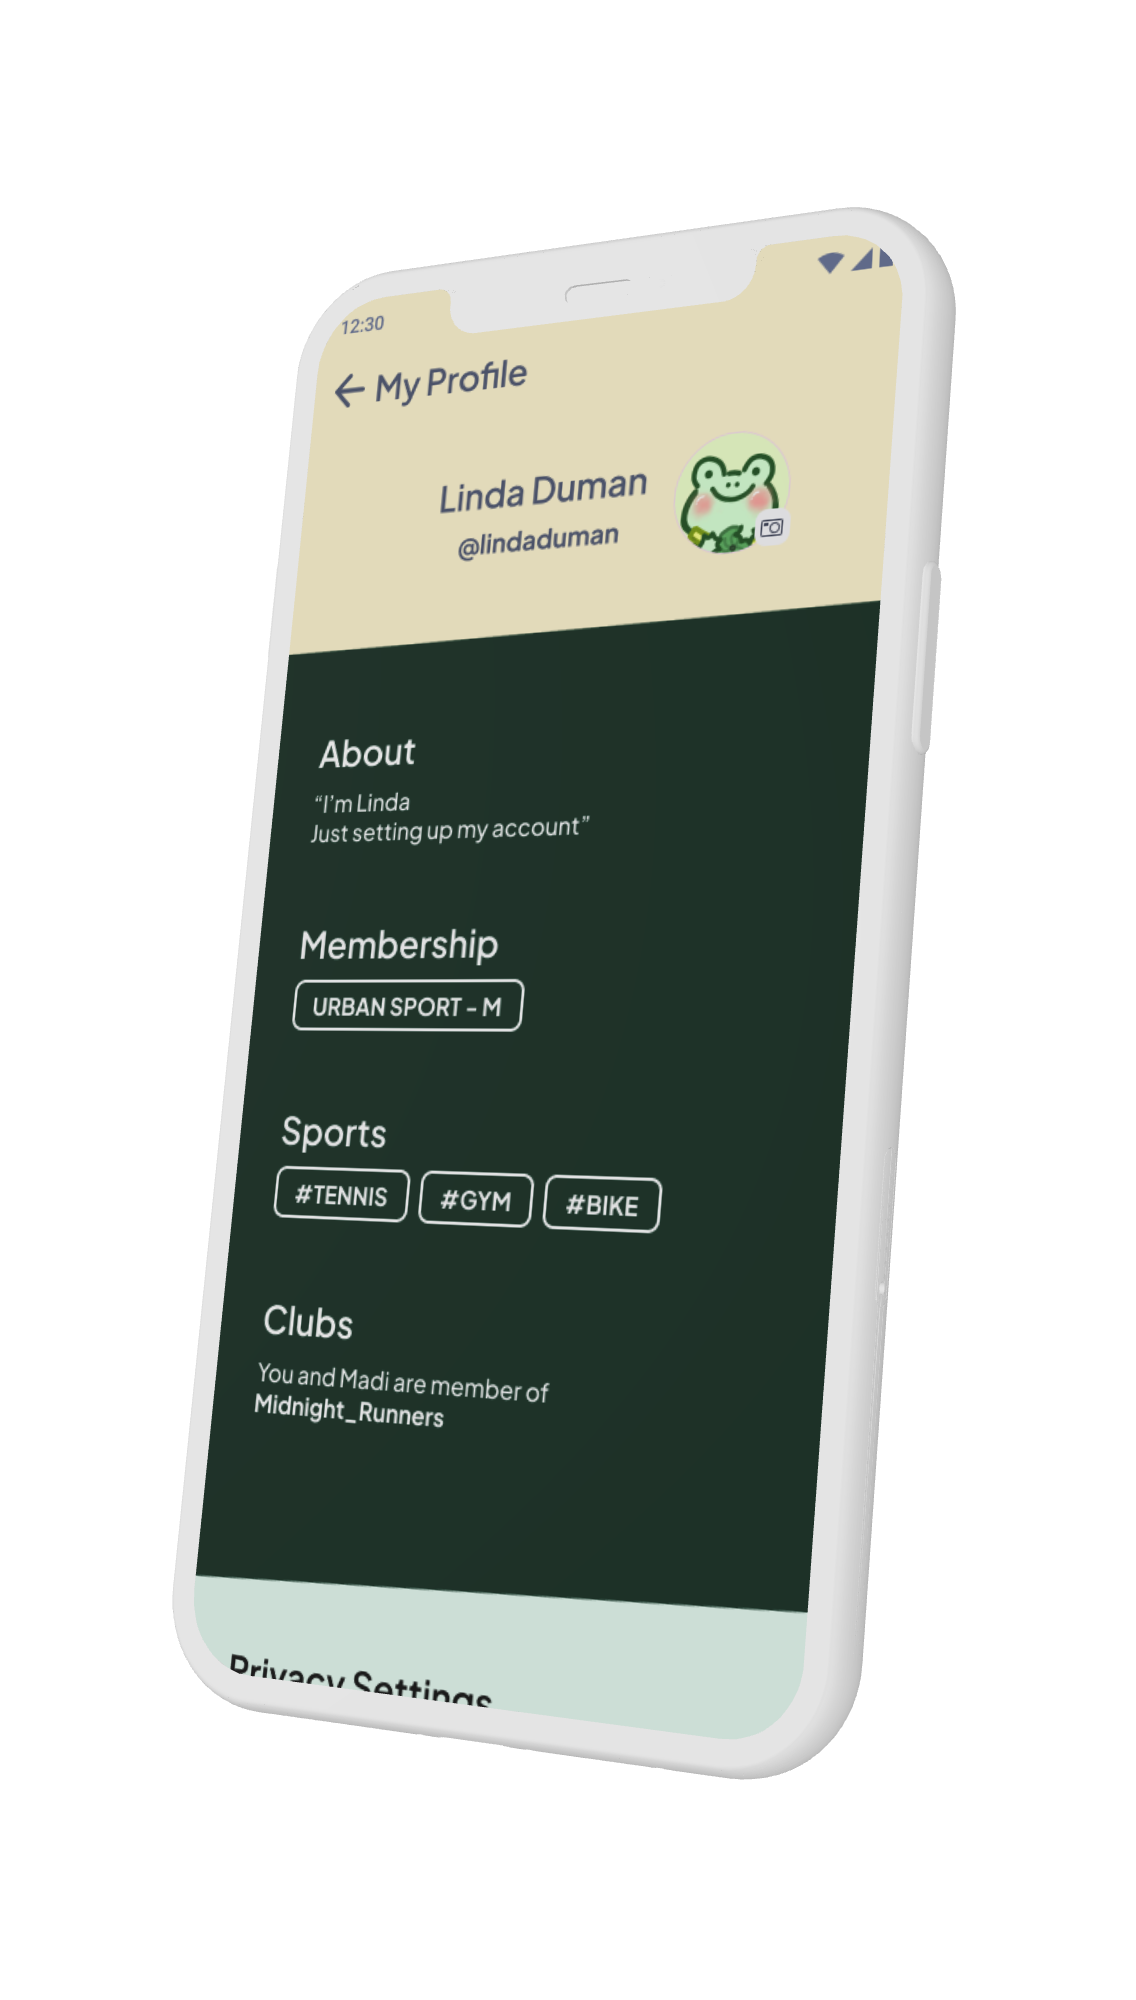 12:30
My Profile
Linda Duman
@lindaduman
About
“I’m Linda
Just setting up my account”
Membership
URBAN SPORT - M
Sports
#TENNIS #GYM #BIKE
Clubs
You and Madi are member of
Midnight_Runners
Privacy Settings